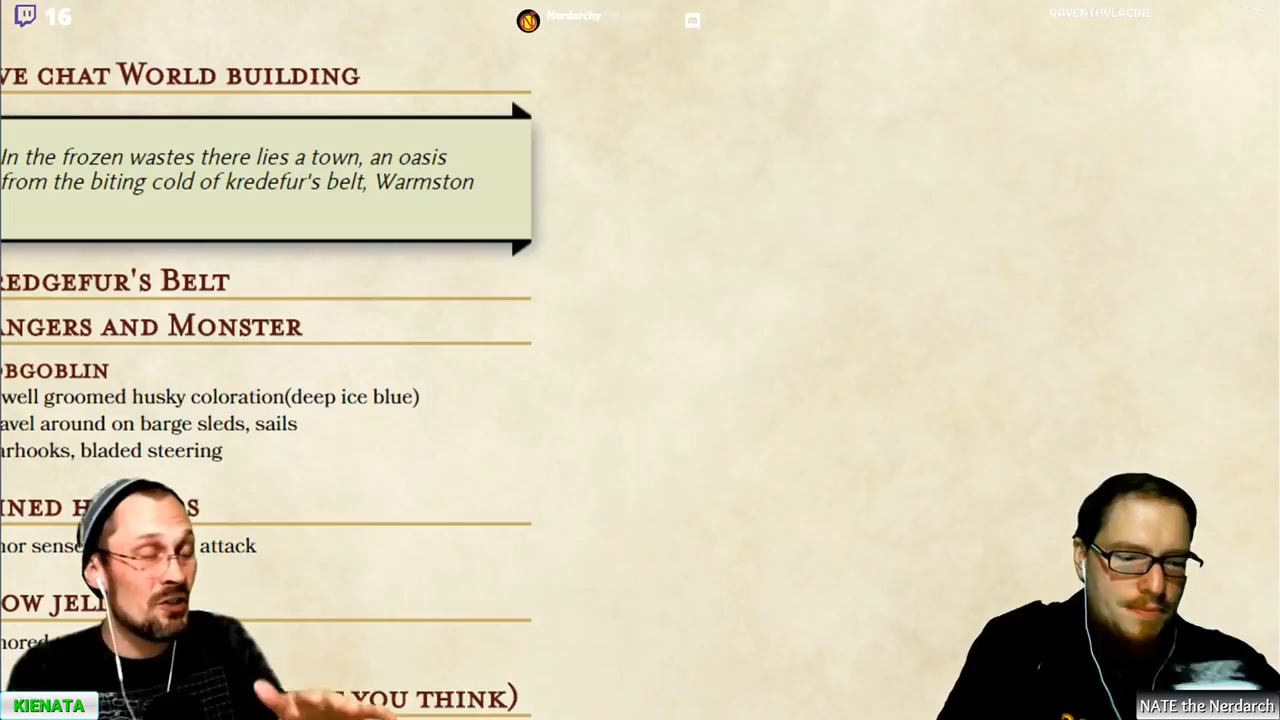 16
Nerdarchy
RAVENTHYLACINE
VE CHAT WORLD BUILDING
In the frozen wastes there lies a town, an oasis
from the biting cold of kredefur's belt, Warmston
REDGEFUR'S BELT
ANGERS AND MONSTER
OBGOBLIN
well groomed husky coloration(deep ice blue)
avel around on barge sleds, sails
arhooks, bladed steering
INED H S
nor sense attack
OW JELL
YOU THINK)
KIENATA
NATE the Nerdarch